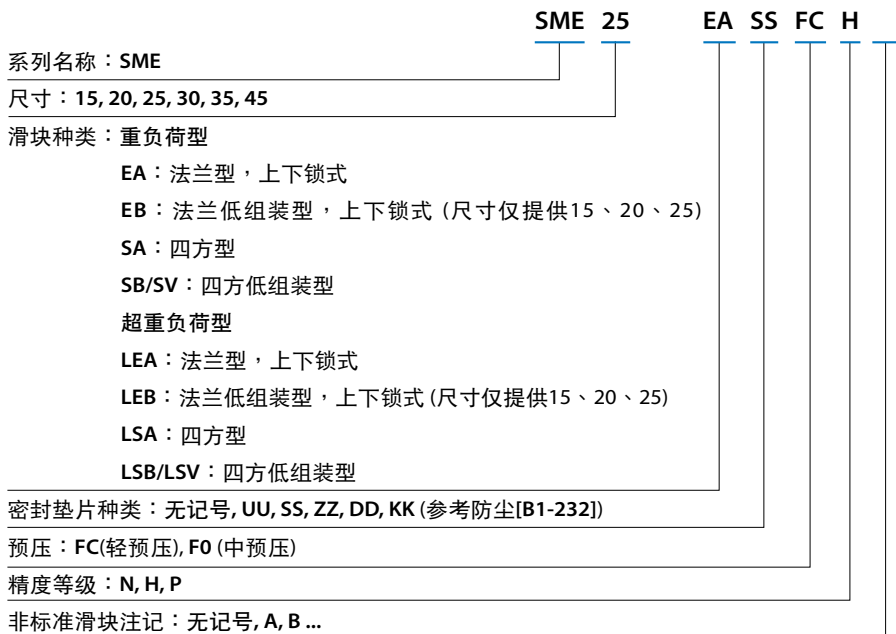 SME 25 EA SS FC H
系列名称：SME
尺寸：15, 20, 25, 30, 35, 45
滑块种类：重负荷型
EA：法兰型，上下锁式
EB：法兰低组装型，上下锁式 (尺寸仅提供15、20、25)
SA：四方型
SB/SV：四方低组装型
超重负荷型
LEA：法兰型，上下锁式
LEB：法兰低组装型，上下锁式 (尺寸仅提供15、20、25)
LSA：四方型
LSB/LSV：四方低组装型
密封垫片种类：无记号, UU, SS, ZZ, DD, KK (参考防尘[B1-232])
预压：FC(轻预压), F0 (中预压)
精度等级：N, H, P
非标准滑块注记：无记号, A, B ...